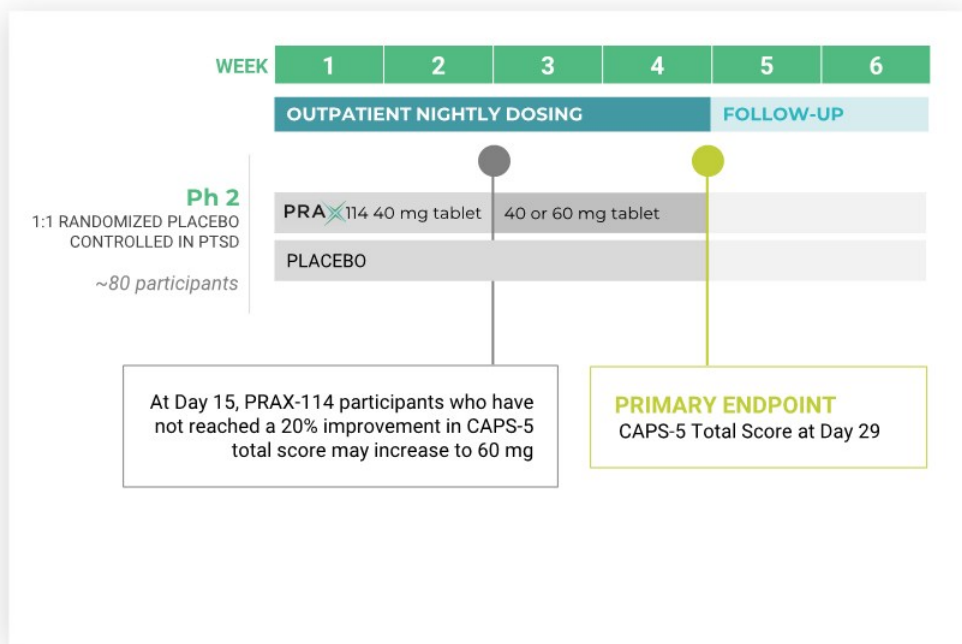 WEEK 1 2 3 4 5 6
OUTPATIENT NIGHTLY DOSING FOLLOW-UP
Ph 2
1:1 RANDOMIZED PLACEBO
CONTROLLED IN PTSD
~80 participants
PRAX114 40 mg tablet 40 or 60 mg tablet
PLACEBO
At Day 15, PRAX-114 participants who have
not reached a 20% improvement in CAPS-5
total score may increase to 60 mg
PRIMARY ENDPOINT
CAPS-5 Total Score at Day 29